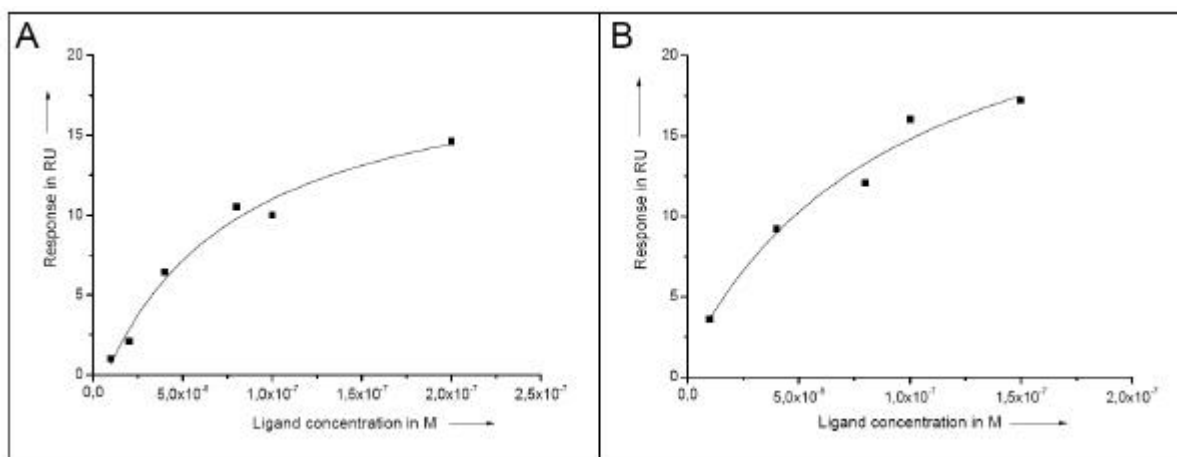 A
20
15
10
5
0
Response in RU
0,0
5,0x10⁻⁸
1,0x10⁻⁷
1,5x10⁻⁷
2,0x10⁻⁷
2,5x10⁻⁷
Ligand concentration in M
B
20
15
10
5
0
Response in RU
0,0
5,0x10⁻⁸
1,0x10⁻⁷
1,5x10⁻⁷
2,0x10⁻⁷
Ligand concentration in M